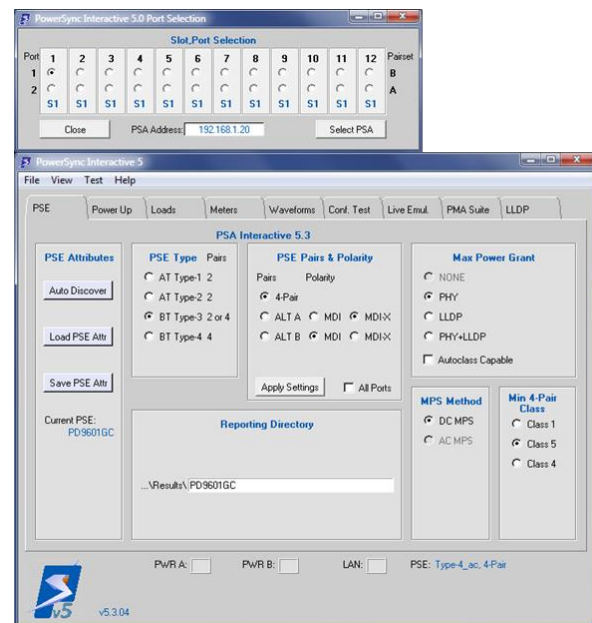 PowerSync Interactive 5.0 Port Selection
Slot,Port Selection
Port 1 2 3 4 5 6 7 8 9 10 11 12 Pairset
1 B
2 A
S1 S1 S1 S1 S1 S1 S1 S1 S1 S1 S1 S1
Close PSA Address: 192.168.1.20 Select PSA
PowerSync Interactive 5
File View Test Help
PSE Power Up Loads Meters Waveforms Conf. Test Live Emul. PMA Suite LLDP
PSA Interactive 5.3
PSE Attributes PSE Type Pairs PSE Pairs & Polarity Max Power Grant
AT Type-1 2 Pairs Polarity NONE
Auto Discover AT Type-2 2 4-Pair PHY
BT Type-3 2 or 4 ALT A MDI MDI-X LLDP
Load PSE Attr BT Type-4 4 ALT B MDI MDI-X PHY+LLDP
Autoclass Capable
Save PSE Attr Apply Settings All Ports
MPS Method Min 4-Pair Class
Current PSE: Reporting Directory DC MPS Class 1
PD9601GC AC MPS Class 5
Class 4
...\Results\ PD9601GC
PWR A: PWR B: LAN: PSE: Type-4_ac, 4-Pair
v5 v5.3.04